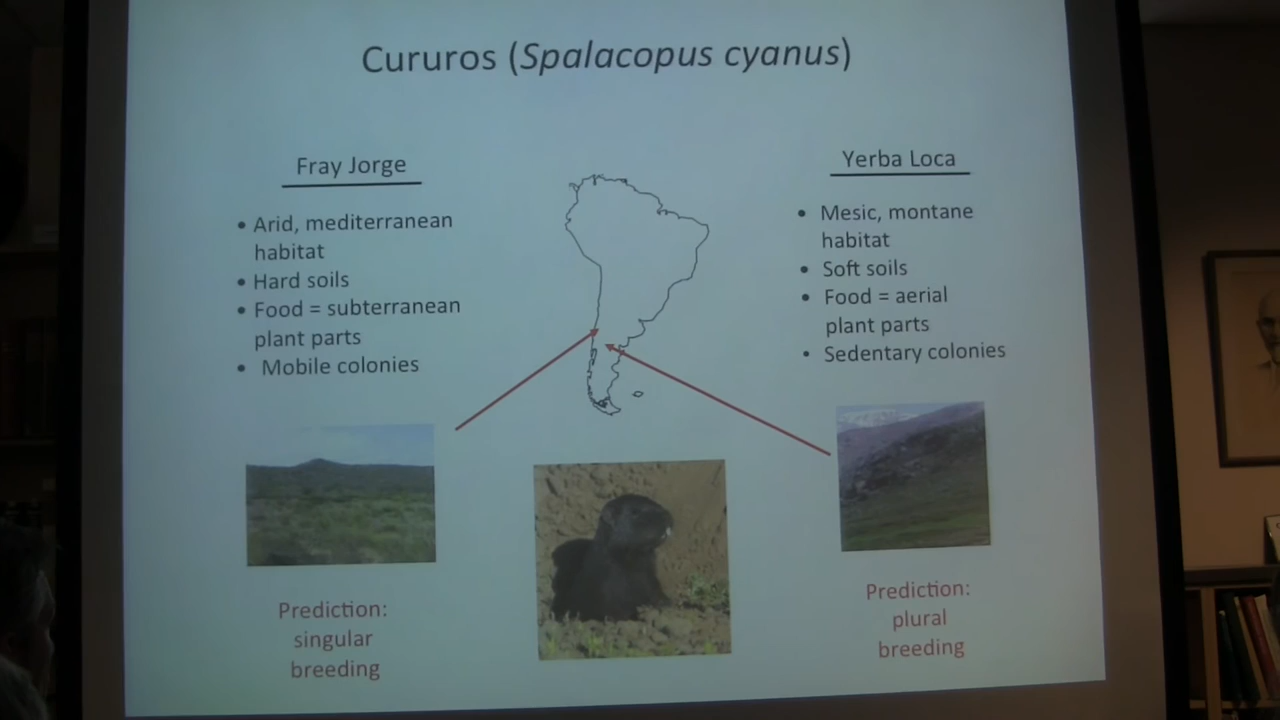 Cururos (Spalacopus cyanus)
Fray Jorge
• Arid, mediterranean
habitat
• Hard soils
• Food = subterranean
plant parts
• Mobile colonies
Prediction:
singular
breeding
Yerba Loca
• Mesic, montane
habitat
• Soft soils
• Food = aerial
plant parts
• Sedentary colonies
Prediction:
plural
breeding